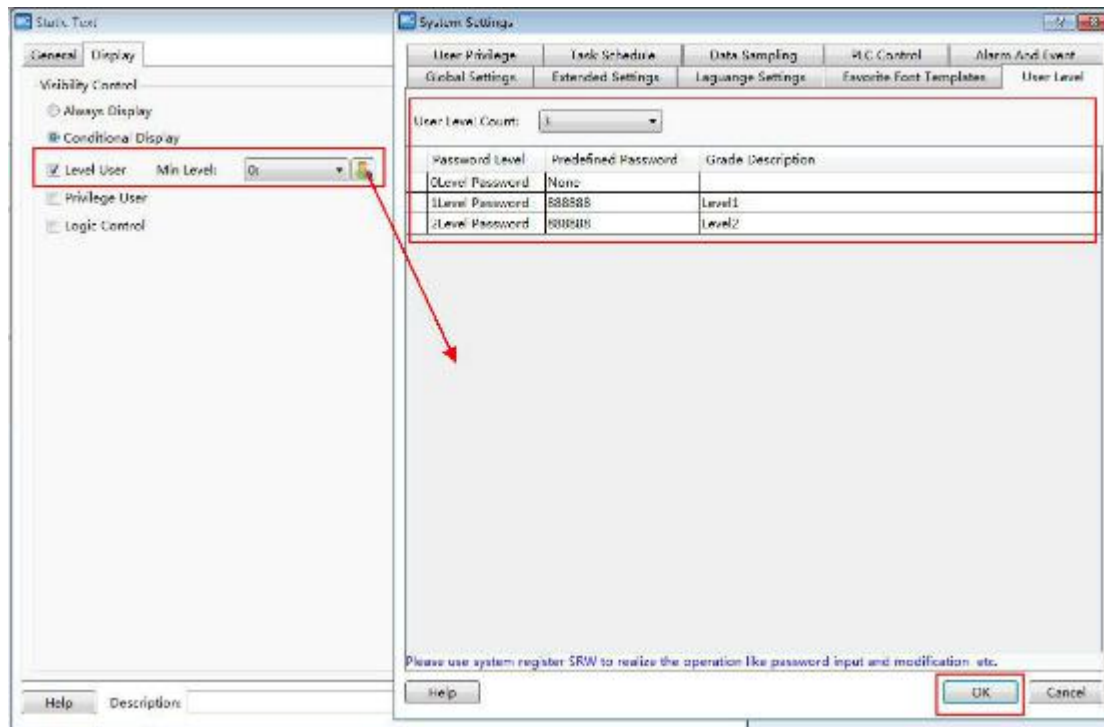 Static Text
General Display
Visibility Control
Always Display
Conditional Display
Level User Min Level: 0:
Privilege User
Logic Control
Help Description:
System Settings
User Privilege Task Schedule Data Sampling PLC Control Alarm And Event
Global Settings Extended Settings Laguange Settings Favorite Font Templates User Level
User Level Count: 3
Password Level Predefined Password Grade Description
0Level Password None
1Level Password 888888 Level1
2Level Password 888888 Level2
Please use system register SRW to realize the operation like password input and modification etc.
Help OK Cancel